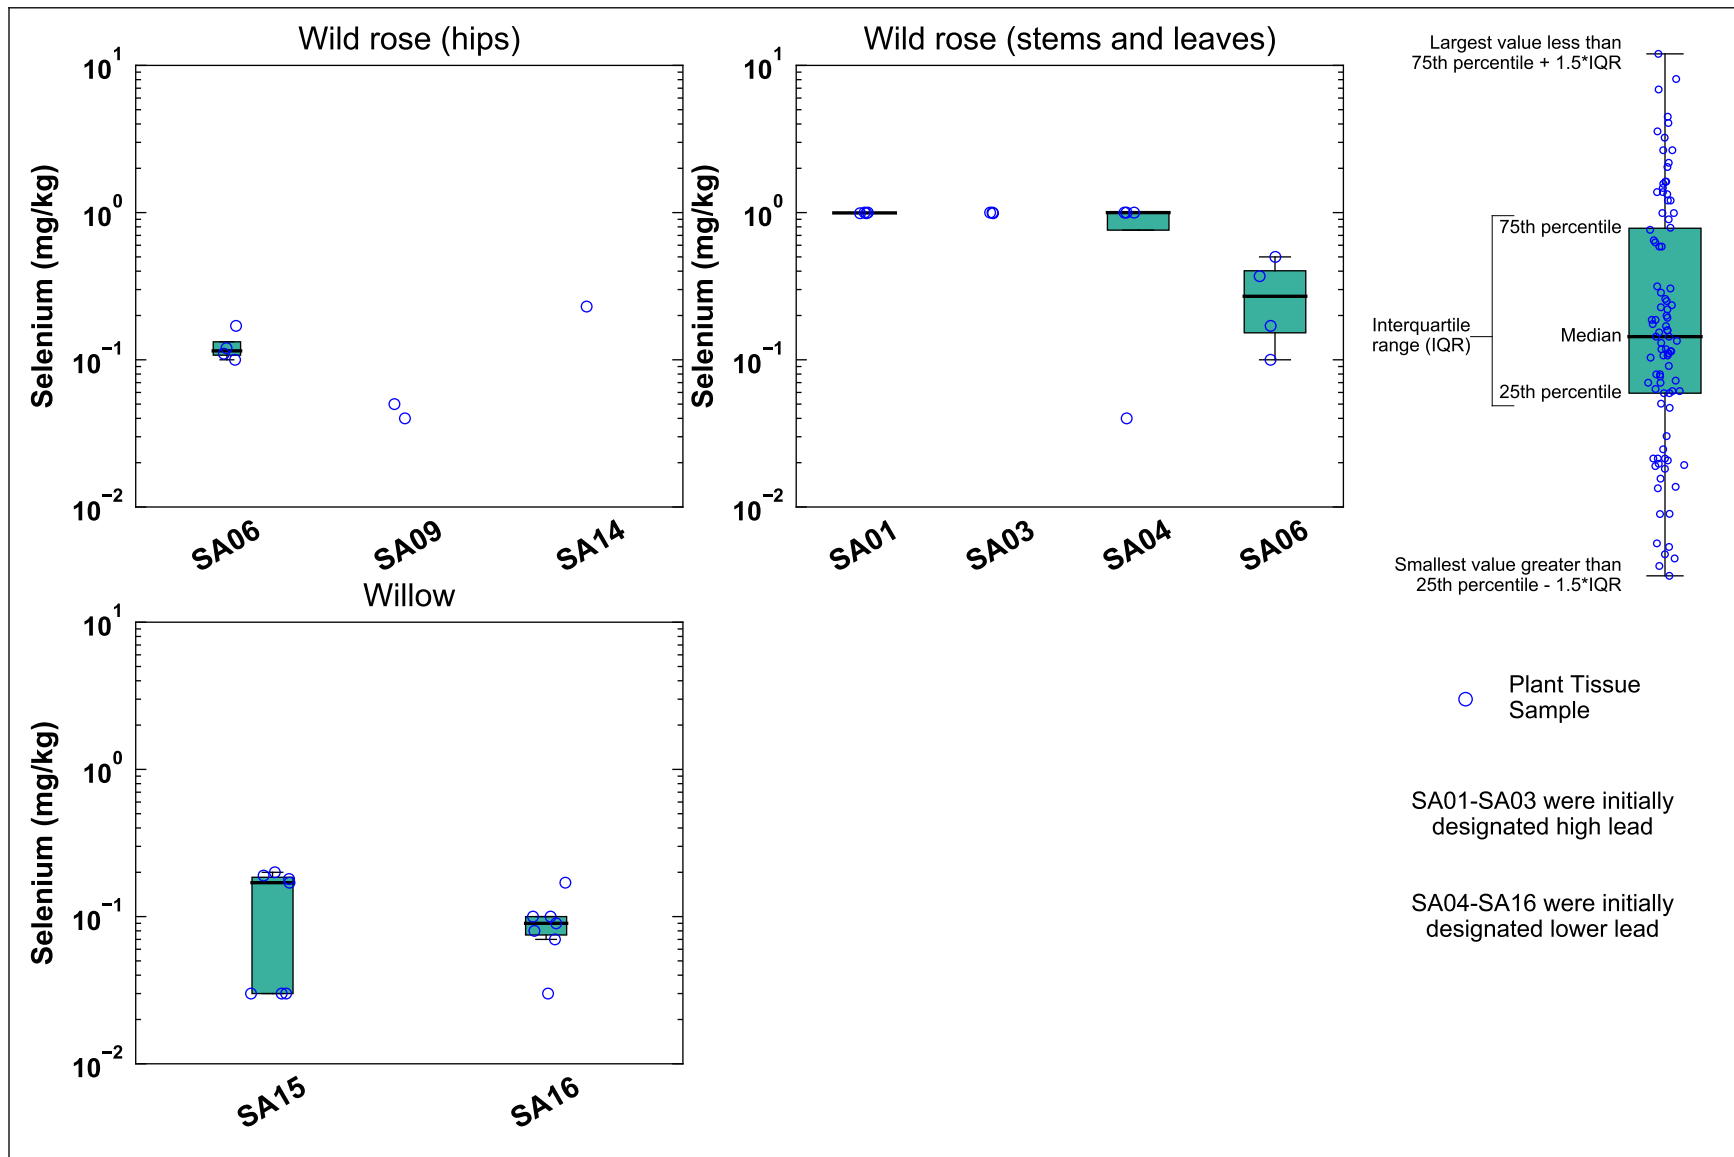 Wild rose (hips)
Selenium (mg/kg)
10^1
10^0
10^−1
10^−2
SA06
SA09
SA14
Wild rose (stems and leaves)
Selenium (mg/kg)
10^1
10^0
10^−1
10^−2
SA01
SA03
SA04
SA06
Largest value less than
75th percentile + 1.5*IQR
75th percentile
Interquartile
range (IQR)
Median
25th percentile
Smallest value greater than
25th percentile - 1.5*IQR
Willow
Selenium (mg/kg)
10^1
10^0
10^−1
10^−2
SA15
SA16
Plant Tissue
Sample
SA01-SA03 were initially
designated high lead
SA04-SA16 were initially
designated lower lead